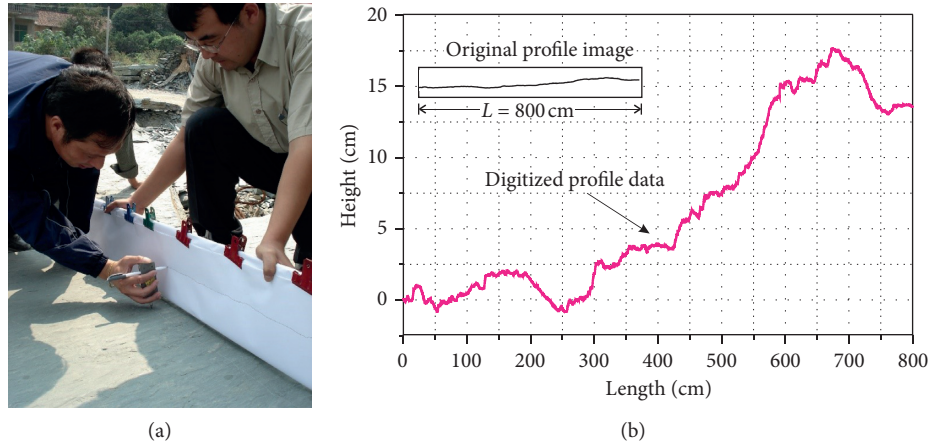 20
15
10
5
0
Height (cm)
Original profile image
L = 800 cm
Digitized profile data
0 100 200 300 400 500 600 700 800
Length (cm)
(a)
(b)